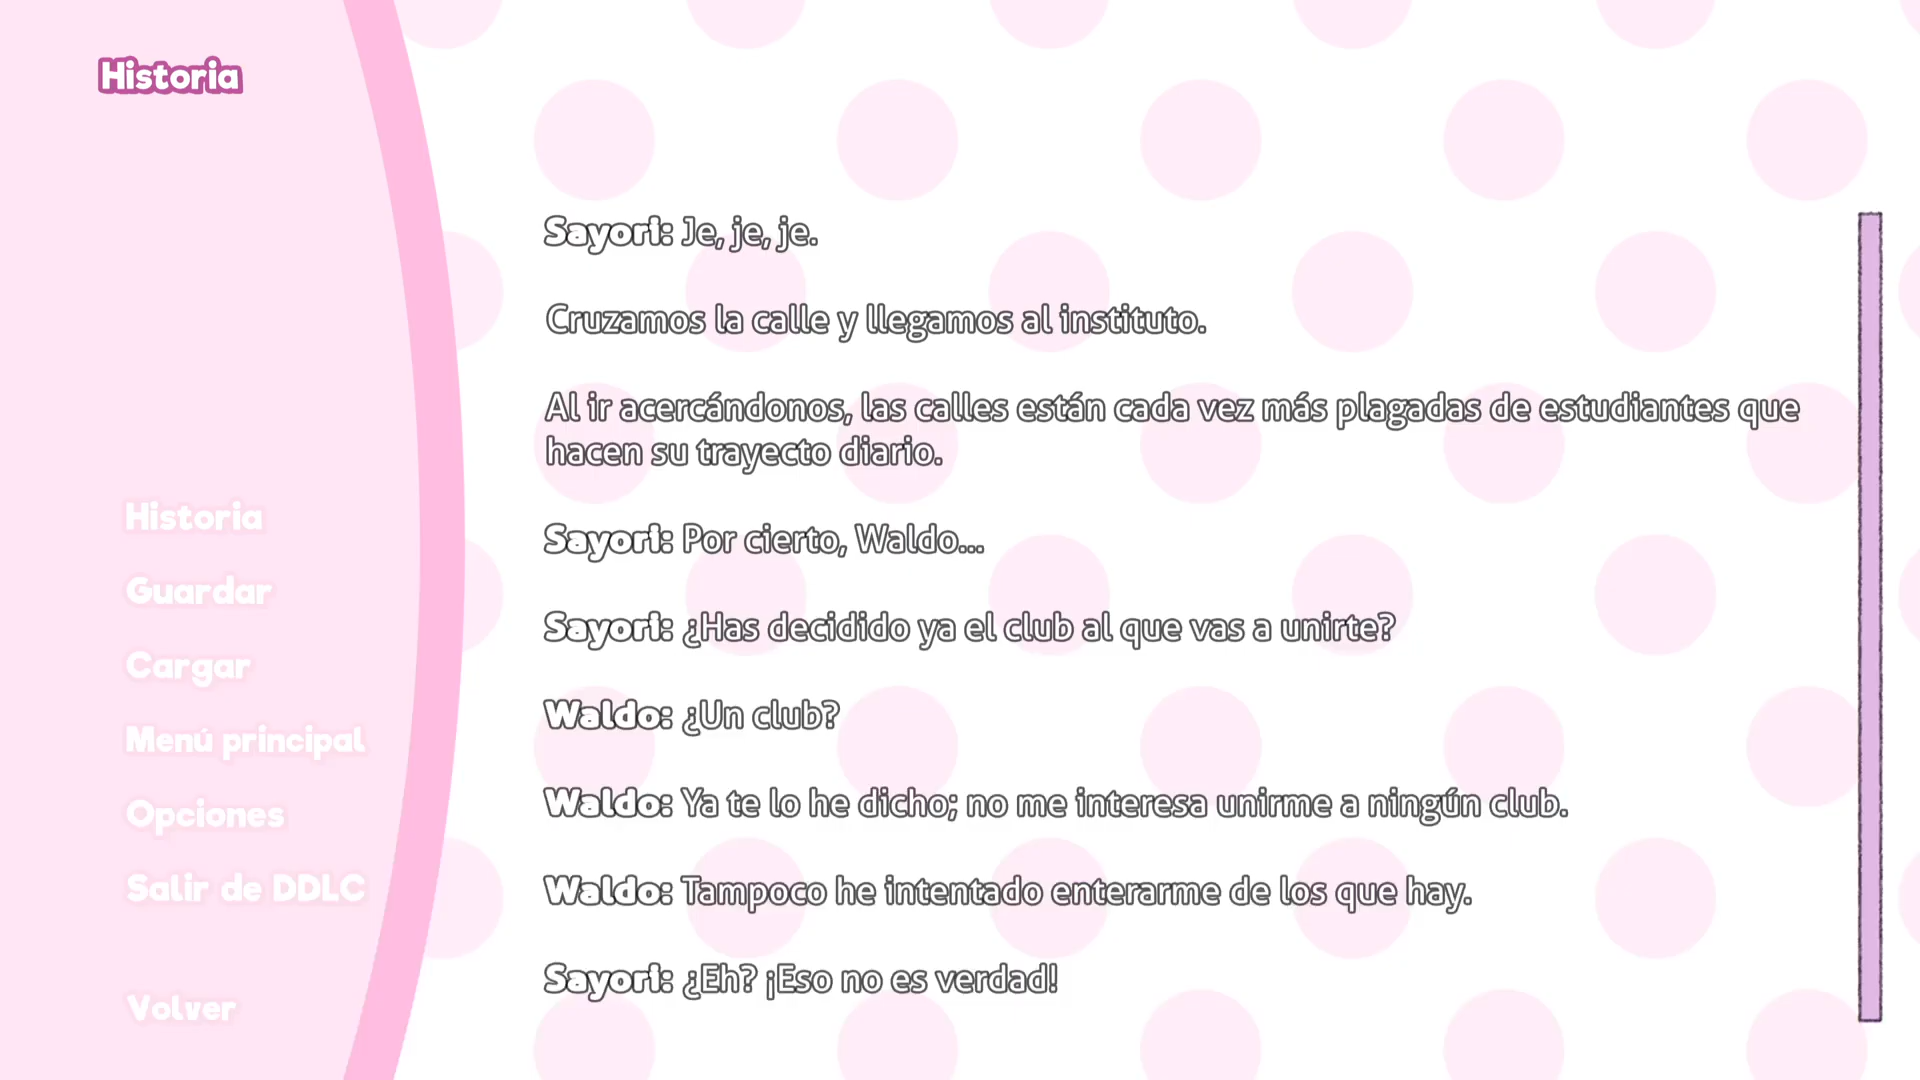 Historia
Historia
Guardar
Cargar
Menú principal
Opciones
Salir de DDLC
Volver
Sayori: Je, je, je.
Cruzamos la calle y llegamos al instituto.
Al ir acercándonos, las calles están cada vez más plagadas de estudiantes que
hacen su trayecto diario.
Sayori: Por cierto, Waldo...
Sayori: ¿Has decidido ya el club al que vas a unirte?
Waldo: ¿Un club?
Waldo: Ya te lo he dicho; no me interesa unirme a ningún club.
Waldo: Tampoco he intentado enterarme de los que hay.
Sayori: ¿Eh? ¡Eso no es verdad!